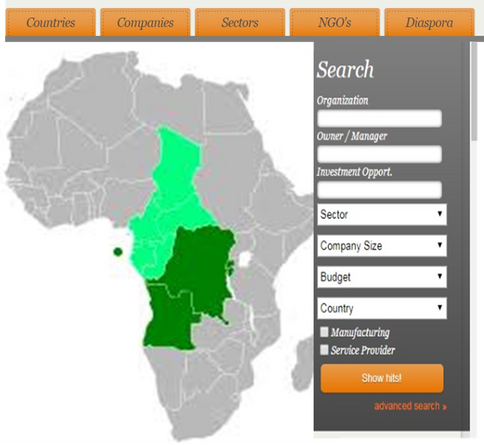 Countries
Companies
Sectors
NGO's
Diaspora
Search
Organization
Owner / Manager
Investment Opport.
Sector
Company Size
Budget
Country
Manufacturing
Service Provider
Show hits!
advanced search »